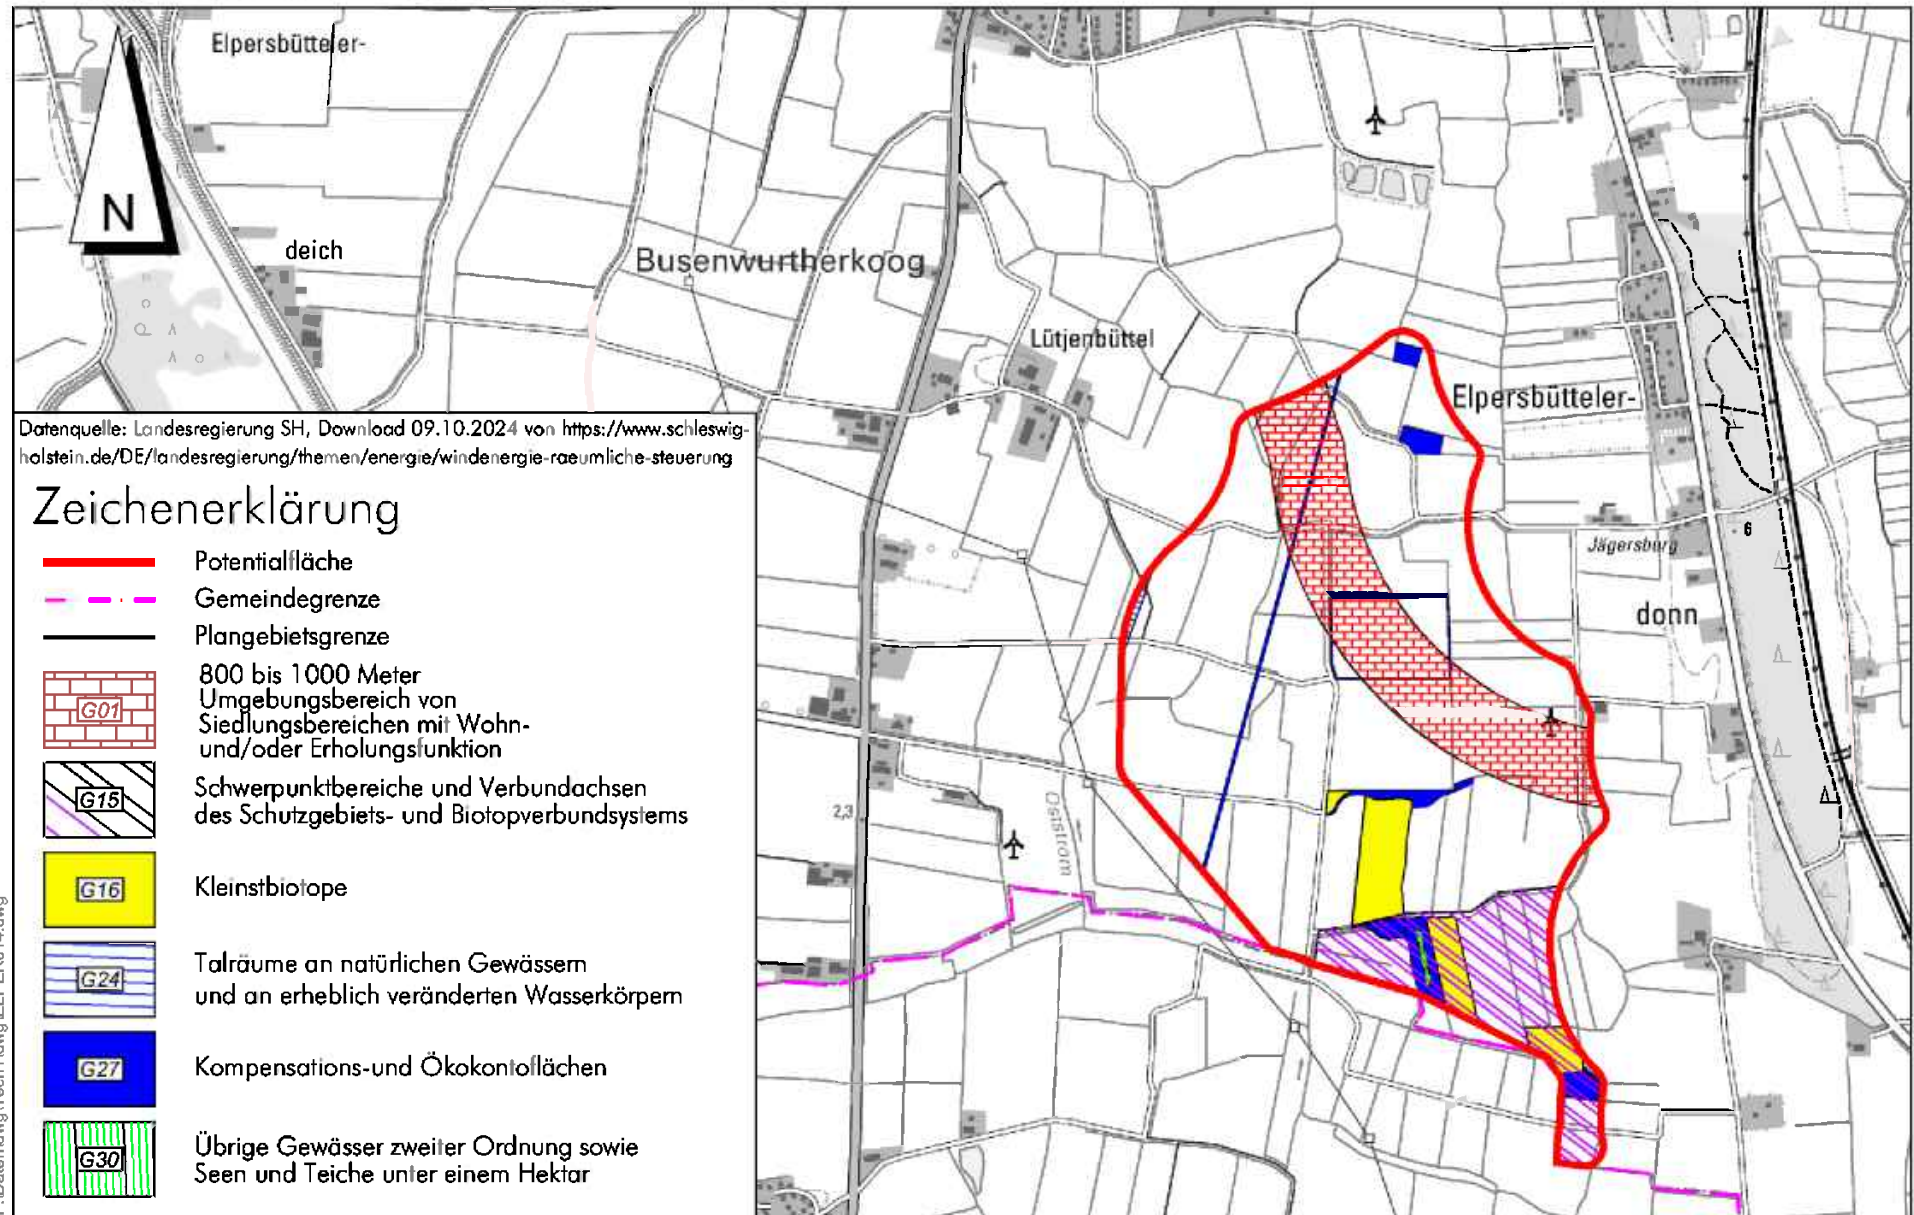 Elpersbütteler-
N
deich
Busenwurtherkoog
Lütjenbüttel
Elpersbütteler-
Jägersburg
6
donn
2,3
Oststrom
Datenquelle: Landesregierung SH, Download 09.10.2024 von https://www.schleswig-
holstein.de/DE/landesregierung/themen/energie/windenergie-raeumliche-steuerung
Zeichenerklärung
Potentialfläche
Gemeindegrenze
Plangebietsgrenze
G01
800 bis 1000 Meter
Umgebungsbereich von
Siedlungsbereichen mit Wohn-
und/oder Erholungsfunktion
G15
Schwerpunktbereiche und Verbundachsen
des Schutzgebiets- und Biotopverbundsystems
G16
Kleinstbiotope
G24
Talräume an natürlichen Gewässern
und an erheblich veränderten Wasserkörpern
G27
Kompensations-und Ökokontoflächen
G30
Übrige Gewässer zweiter Ordnung sowie
Seen und Teiche unter einem Hektar